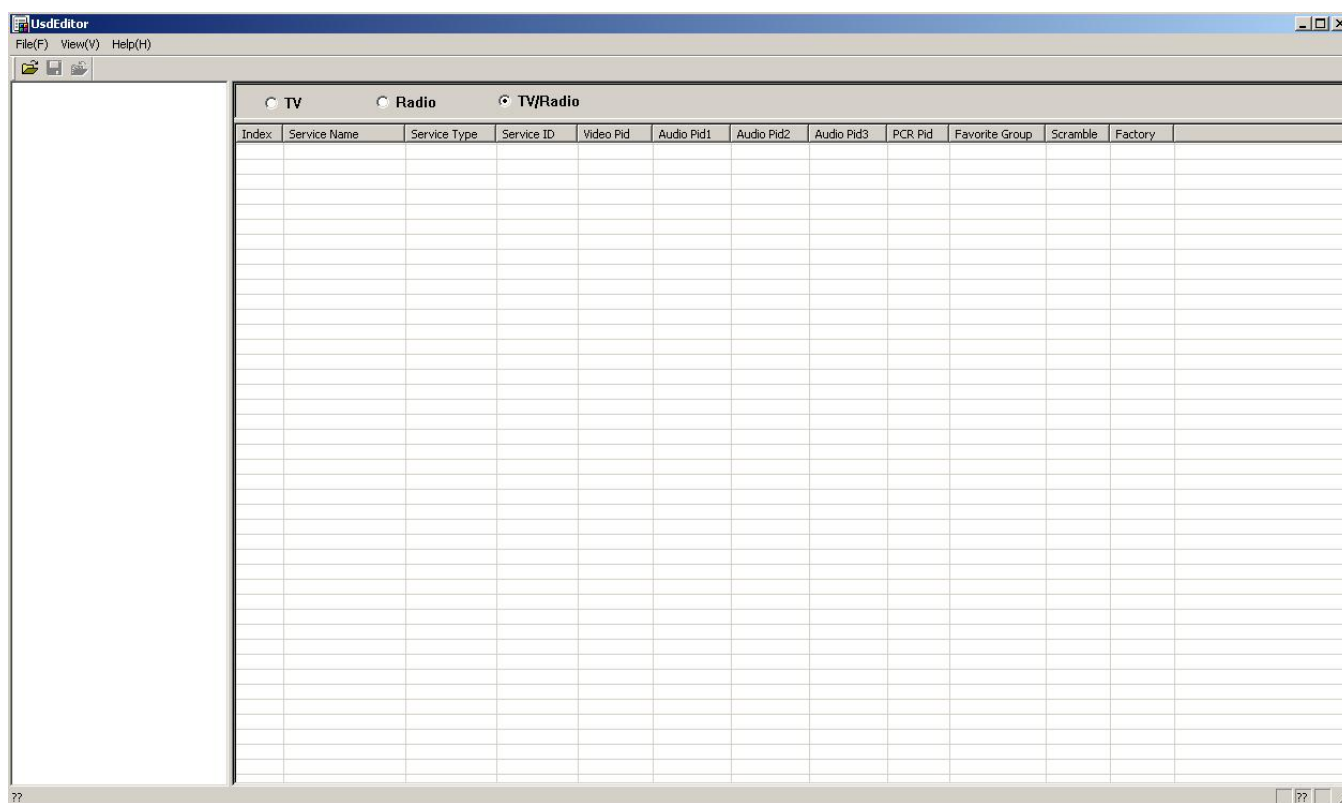 UsdEditor
File(F) View(V) Help(H)
TV Radio TV/Radio
Index Service Name Service Type Service ID Video Pid Audio Pid1 Audio Pid2 Audio Pid3 PCR Pid Favorite Group Scramble Factory
?? ??